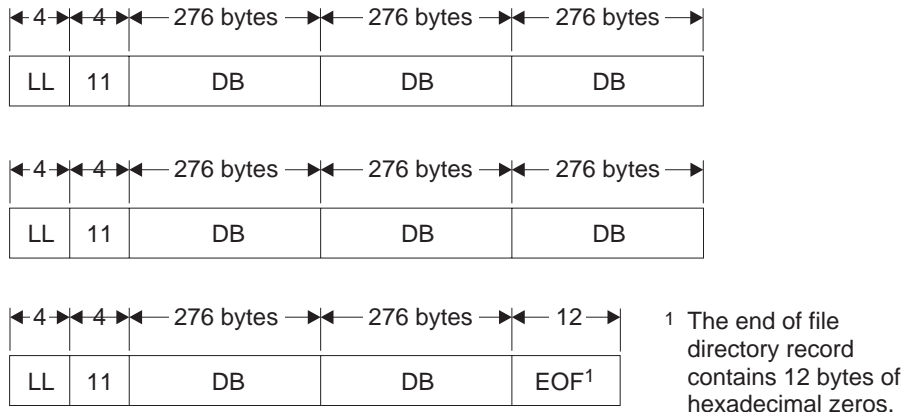 4 4 276 bytes 276 bytes 276 bytes
LL 11 DB DB DB
4 4 276 bytes 276 bytes 276 bytes
LL 11 DB DB DB
4 4 276 bytes 276 bytes 12
LL 11 DB DB EOF1
1 The end of file
directory record
contains 12 bytes of
hexadecimal zeros.